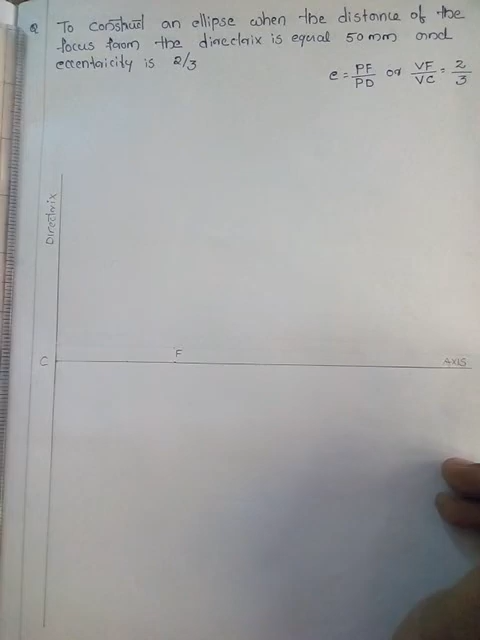 Q To construct an ellipse when the distance of the
focus from the directrix is equal 50 mm and
eccentricity is 2/3
e = PF/PD or VF/VC = 2/3
Directrix
C
F
AXIS